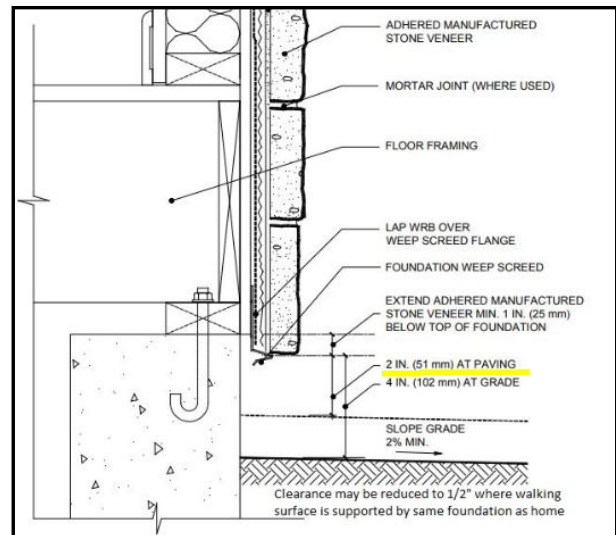 ADHERED MANUFACTURED
STONE VENEER
MORTAR JOINT (WHERE USED)
FLOOR FRAMING
LAP WRB OVER
WEEP SCREED FLANGE
FOUNDATION WEEP SCREED
EXTEND ADHERED MANUFACTURED
STONE VENEER MIN. 1 IN. (25 mm)
BELOW TOP OF FOUNDATION
2 IN. (51 mm) AT PAVING
4 IN. (102 mm) AT GRADE
SLOPE GRADE
2% MIN.
Clearance may be reduced to 1/2" where walking
surface is supported by same foundation as home